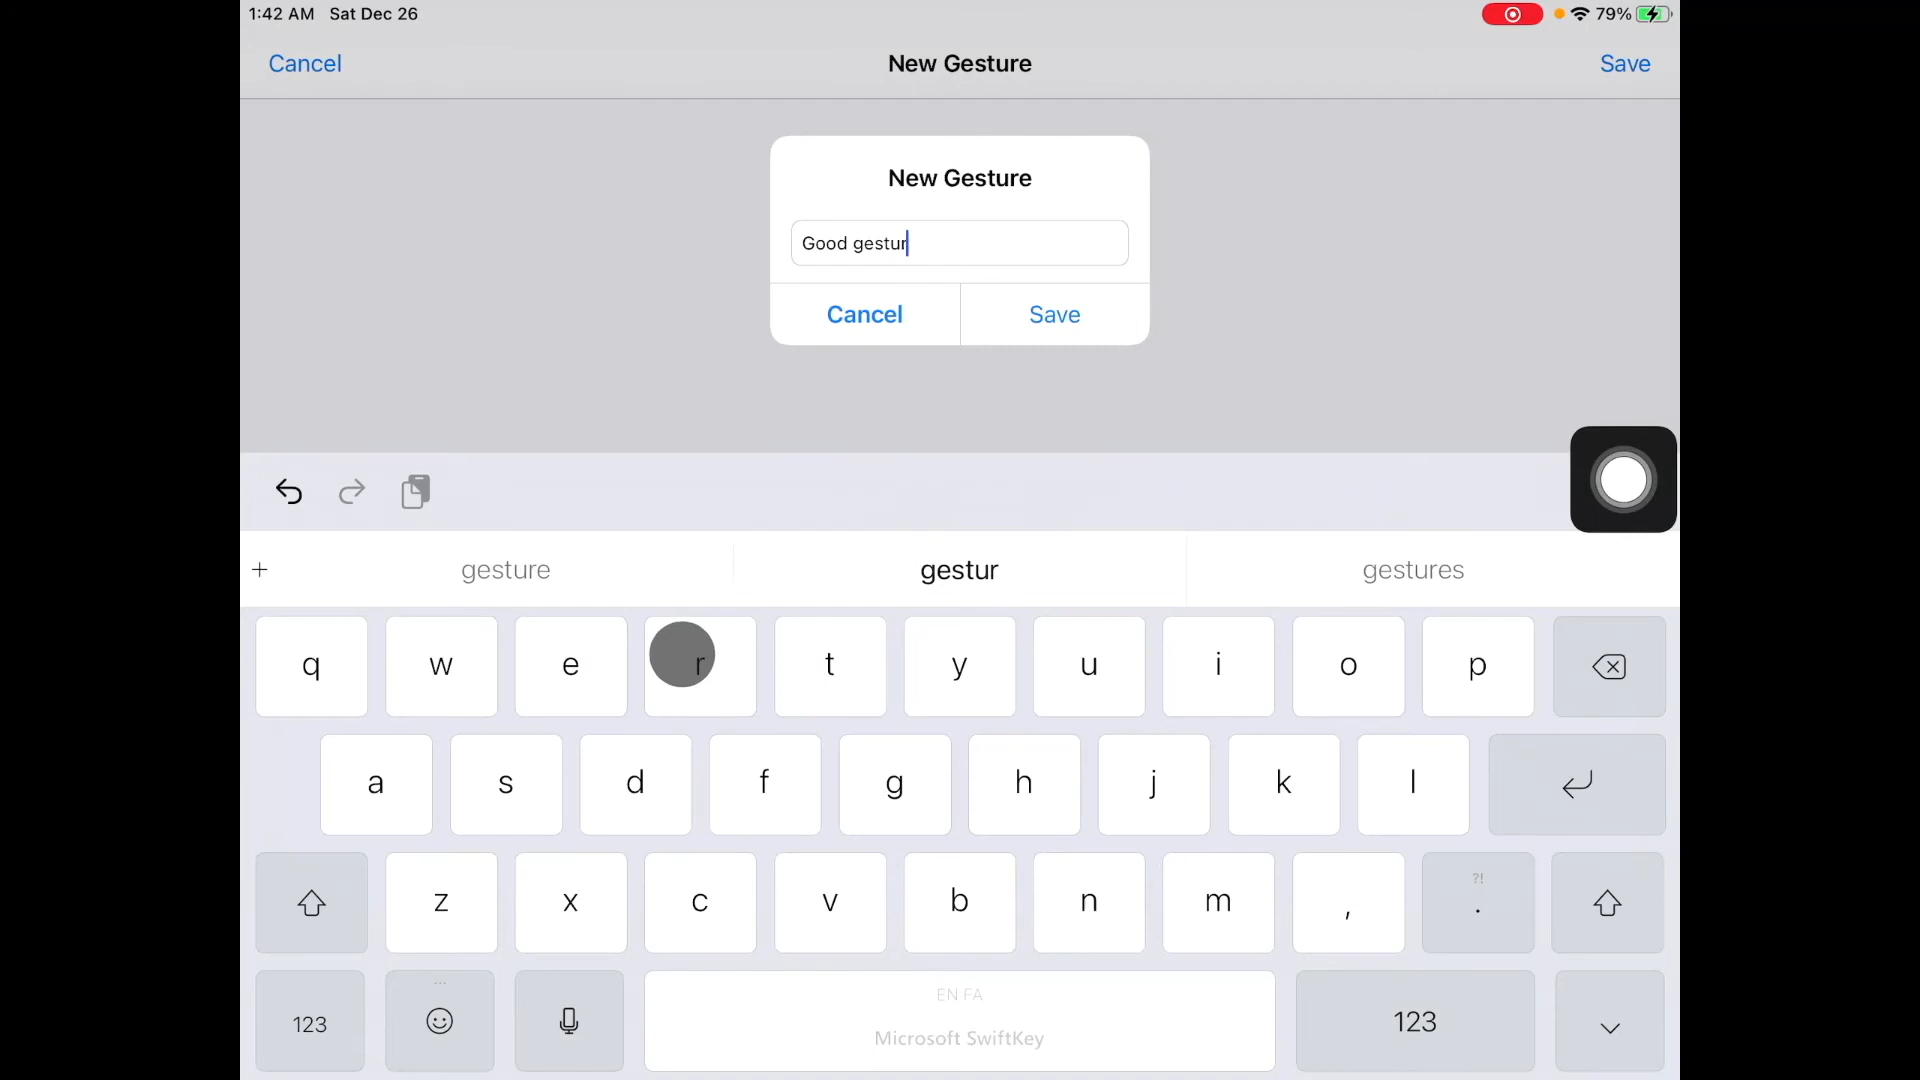 1:42 AM Sat Dec 26
79%
Cancel New Gesture Save
New Gesture
Good gestur
Cancel Save
+ gesture gestur gestures
q w e r t y u i o p
a s d f g h j k l
?!
z x c v b n m , .
...
EN FA
123 123
Microsoft SwiftKey